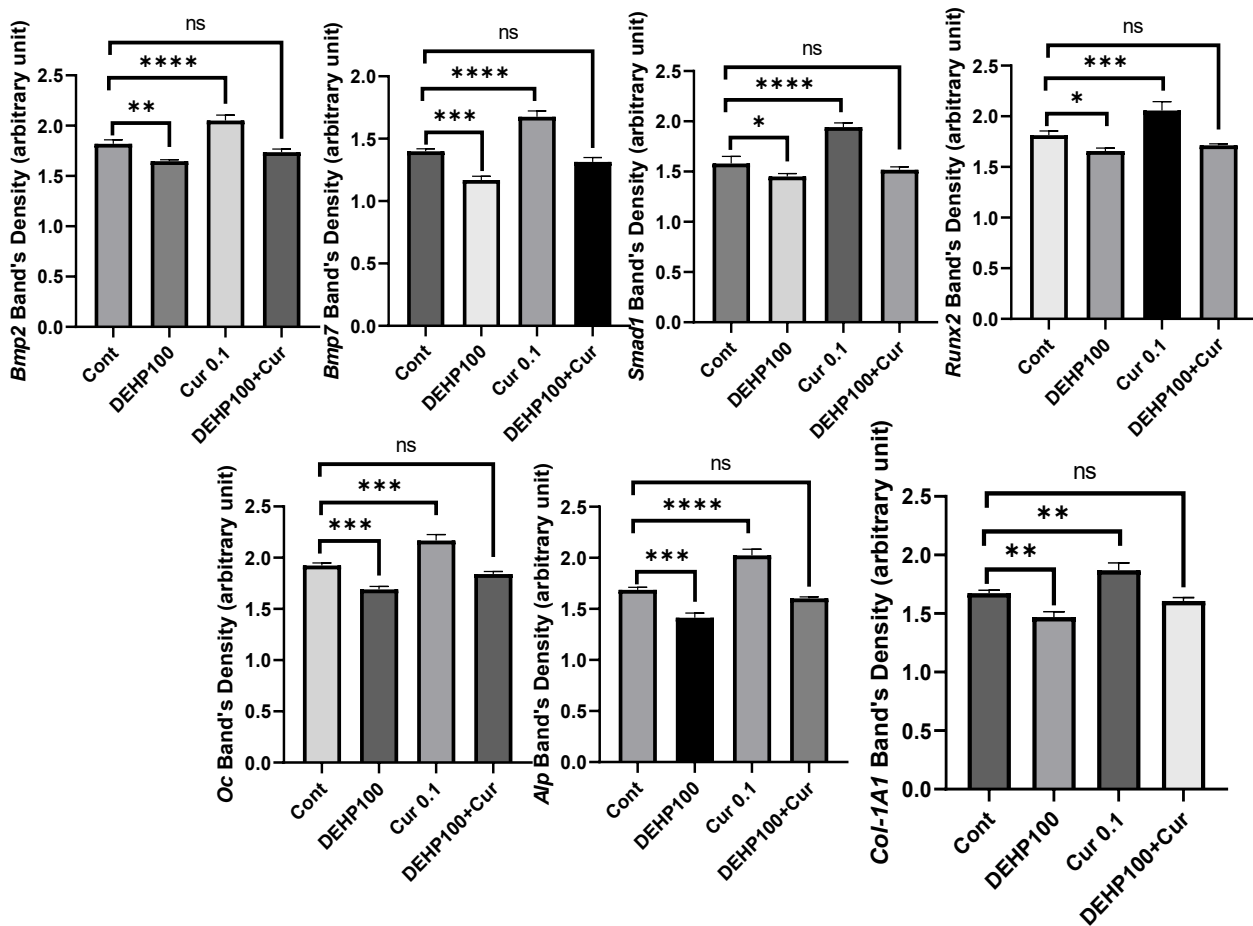 ns
****
**
Bmp2 Band's Density (arbitrary unit)
2.5
2.0
1.5
1.0
0.5
0.0
Cont
DEHP100
Cur 0.1
DEHP100+Cur
ns
****
***
Bmp7 Band's Density (arbitrary unit)
2.0
1.5
1.0
0.5
0.0
Cont
DEHP100
Cur 0.1
DEHP100+Cur
ns
****
*
Smad1 Band's Density (arbitrary unit)
2.5
2.0
1.5
1.0
0.5
0.0
Cont
DEHP100
Cur 0.1
DEHP100+Cur
ns
***
*
Runx2 Band's Density (arbitrary unit)
2.5
2.0
1.5
1.0
0.5
0.0
Cont
DEHP100
Cur 0.1
DEHP100+Cur
ns
***
***
Oc Band's Density (arbitrary unit)
2.5
2.0
1.5
1.0
0.5
0.0
Cont
DEHP100
Cur 0.1
DEHP100+Cur
ns
****
***
Alp Band's Density (arbitrary unit)
2.5
2.0
1.5
1.0
0.5
0.0
Cont
DEHP100
Cur 0.1
DEHP100+Cur
ns
**
**
Col-1A1 Band's Density (arbitrary unit)
2.5
2.0
1.5
1.0
0.5
0.0
Cont
DEHP100
Cur 0.1
DEHP100+Cur